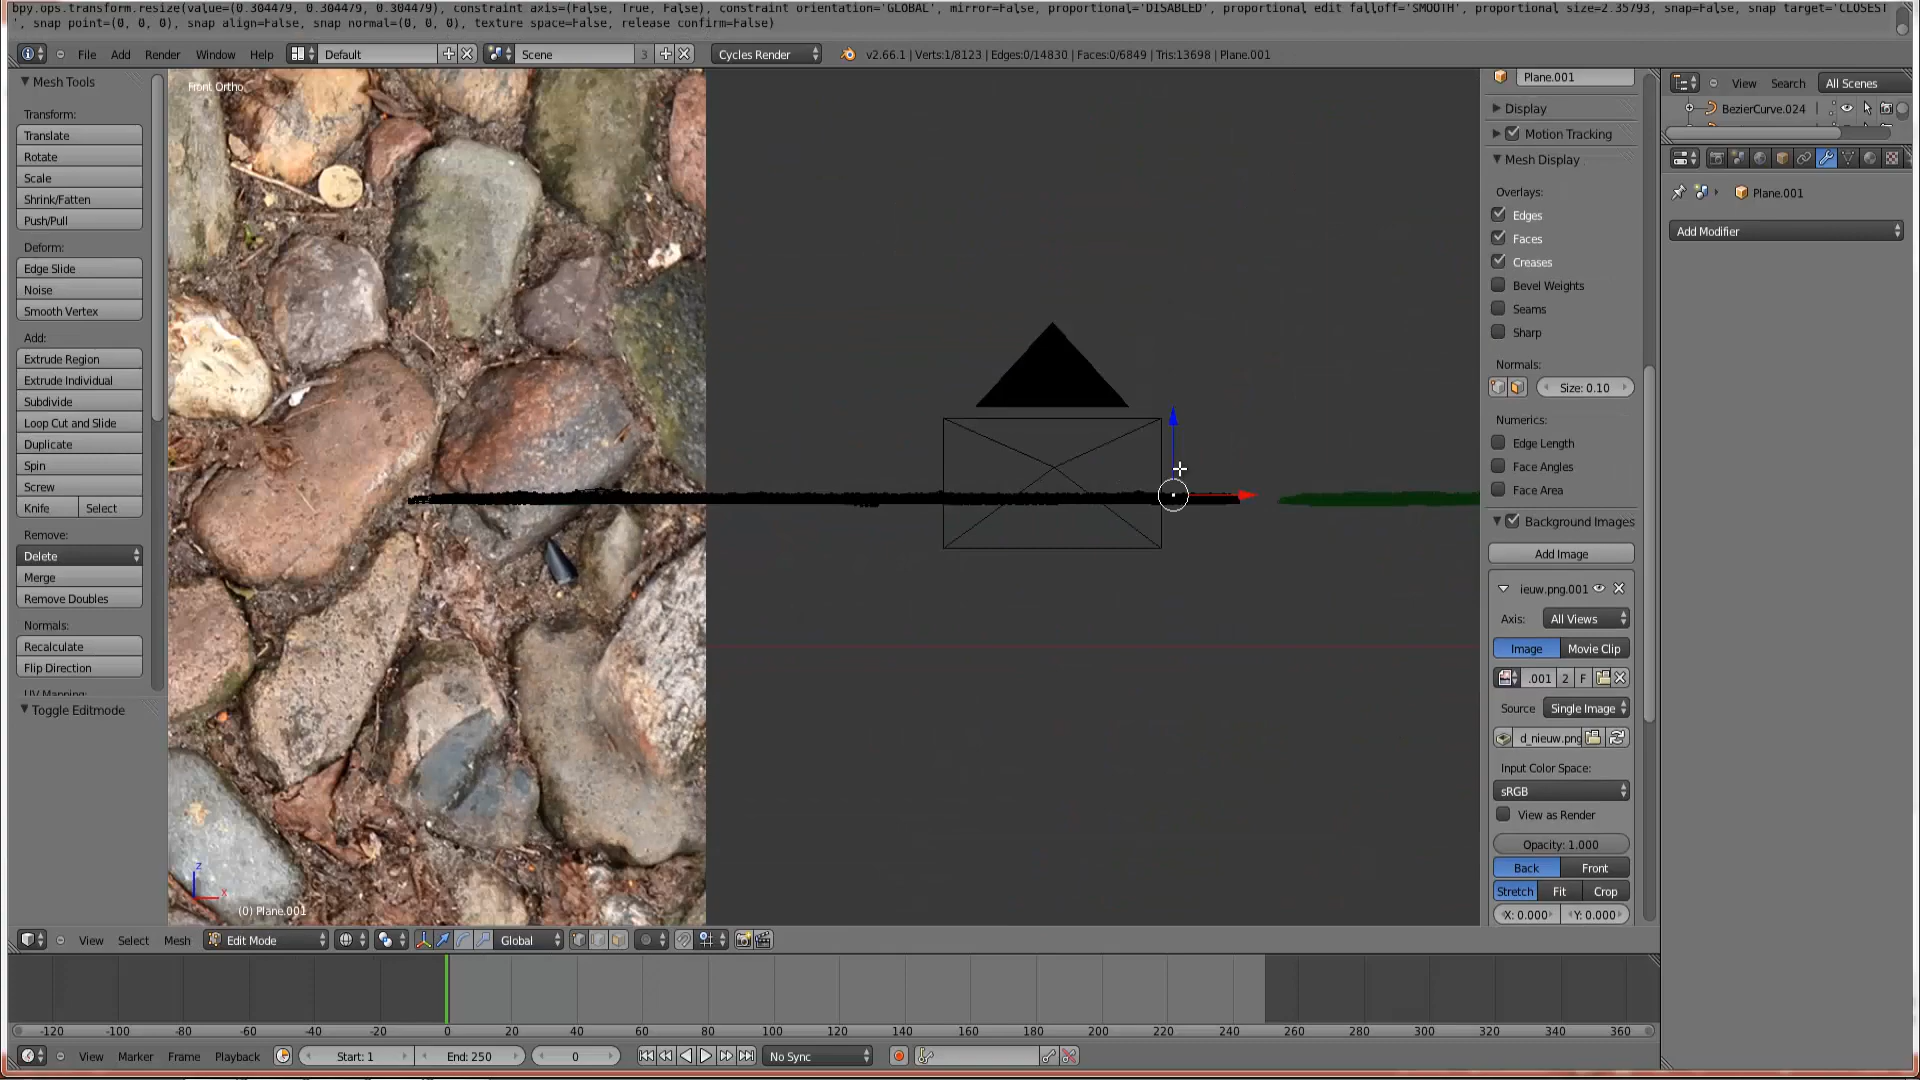 bpy.ops.transform.resize(value=(0.304479, 0.304479, 0.304479), constraint_axis=(False, True, False), constraint_orientation='GLOBAL', mirror=False, proportional='DISABLED', proportional_edit_falloff='SMOOTH', proportional_size=2.35793, snap=False, snap_target='CLOSEST
', snap_point=(0, 0, 0), snap_align=False, snap_normal=(0, 0, 0), texture_space=False, release_confirm=False)
File Add Render Window Help Default Scene 3 Cycles Render v2.66.1 | Verts:1/8123 | Edges:0/14830 | Faces:0/6849 | Tris:13698 | Plane.001
Mesh Tools
Transform:
Translate
Rotate
Scale
Shrink/Fatten
Push/Pull
Deform:
Edge Slide
Noise
Smooth Vertex
Add:
Extrude Region
Extrude Individual
Subdivide
Loop Cut and Slide
Duplicate
Spin
Screw
Knife Select
Remove:
Delete
Merge
Remove Doubles
Normals:
Recalculate
Flip Direction
UV Mapping:
Toggle Editmode
Front Ortho
z
x
(0) Plane.001
Plane.001
Display
Motion Tracking
Mesh Display
Overlays:
Edges
Faces
Creases
Bevel Weights
Seams
Sharp
Normals:
Size: 0.10
Numerics:
Edge Length
Face Angles
Face Area
Background Images
Add Image
ieuw.png.001
Axis: All Views
Image Movie Clip
.001 2 F
Source Single Image
d_nieuw.png
Input Color Space:
sRGB
View as Render
Opacity: 1.000
Back Front
Stretch Fit Crop
X: 0.000 Y: 0.000
View Search All Scenes
BezierCurve.024
Plane.001
Add Modifier
View Select Mesh Edit Mode Global
-120 -100 -80 -60 -40 -20 0 20 40 60 80 100 120 140 160 180 200 220 240 260 280 300 320 340 360
View Marker Frame Playback Start: 1 End: 250 0 No Sync